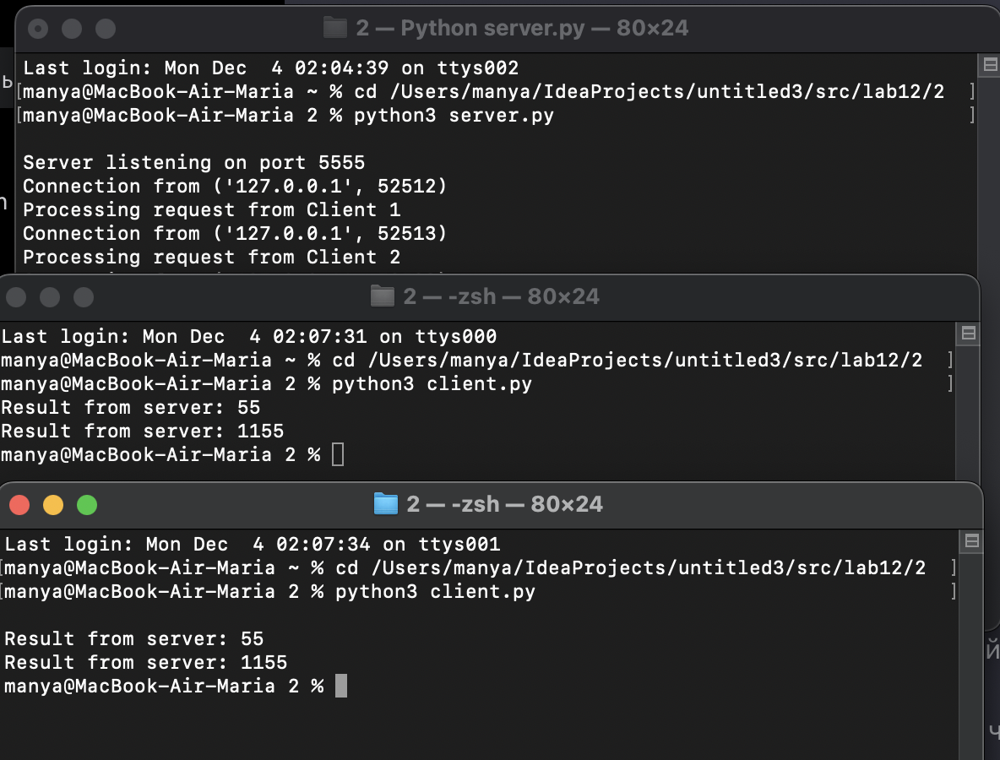 2 — Python server.py — 80×24
Last login: Mon Dec  4 02:04:39 on ttys002
[manya@MacBook-Air-Maria ~ % cd /Users/manya/IdeaProjects/untitled3/src/lab12/2  ]
[manya@MacBook-Air-Maria 2 % python3 server.py ]
Server listening on port 5555
Connection from ('127.0.0.1', 52512)
Processing request from Client 1
Connection from ('127.0.0.1', 52513)
Processing request from Client 2
2 — -zsh — 80×24
Last login: Mon Dec  4 02:07:31 on ttys000
manya@MacBook-Air-Maria ~ % cd /Users/manya/IdeaProjects/untitled3/src/lab12/2  ]
manya@MacBook-Air-Maria 2 % python3 client.py ]
Result from server: 55
Result from server: 1155
manya@MacBook-Air-Maria 2 %
2 — -zsh — 80×24
Last login: Mon Dec  4 02:07:34 on ttys001
[manya@MacBook-Air-Maria ~ % cd /Users/manya/IdeaProjects/untitled3/src/lab12/2  ]
[manya@MacBook-Air-Maria 2 % python3 client.py ]
Result from server: 55
Result from server: 1155
manya@MacBook-Air-Maria 2 %